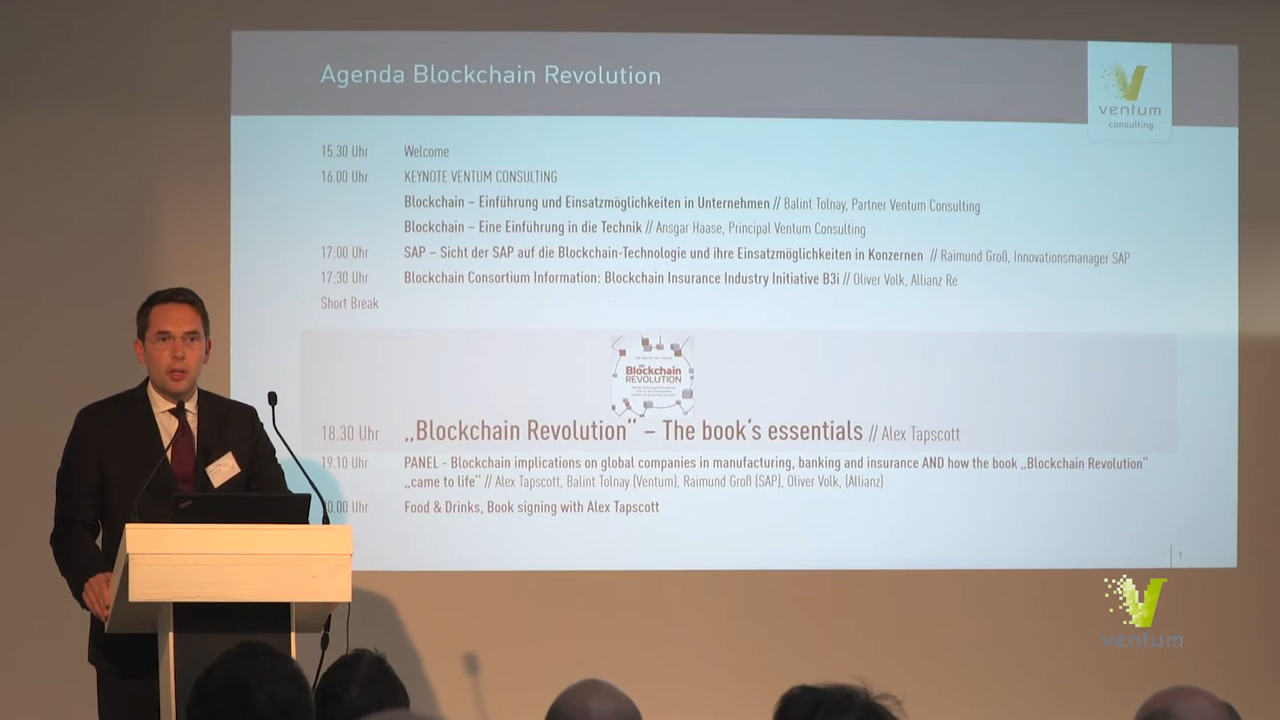 Agenda Blockchain Revolution
ventum
consulting
15.30 Uhr Welcome
16.00 Uhr KEYNOTE VENTUM CONSULTING
Blockchain – Einführung und Einsatzmöglichkeiten in Unternehmen // Balint Tolnay, Partner Ventum Consulting
Blockchain – Eine Einführung in die Technik // Ansgar Haase, Principal Ventum Consulting
17:00 Uhr SAP – Sicht der SAP auf die Blockchain-Technologie und ihre Einsatzmöglichkeiten in Konzernen // Raimund Groß, Innovationsmanager SAP
17:30 Uhr Blockchain Consortium Information: Blockchain Insurance Industry Initiative B3i // Oliver Volk, Allianz Re
Short Break
Blockchain
REVOLUTION
18.30 Uhr „Blockchain Revolution“ – The book‘s essentials // Alex Tapscott
19.10 Uhr PANEL - Blockchain implications on global companies in manufacturing, banking and insurance AND how the book „Blockchain Revolution“
„came to life“ // Alex Tapscott, Balint Tolnay (Ventum), Raimund Groß (SAP), Oliver Volk, (Allianz)
Uhr Food & Drinks, Book signing with Alex Tapscott
ventum